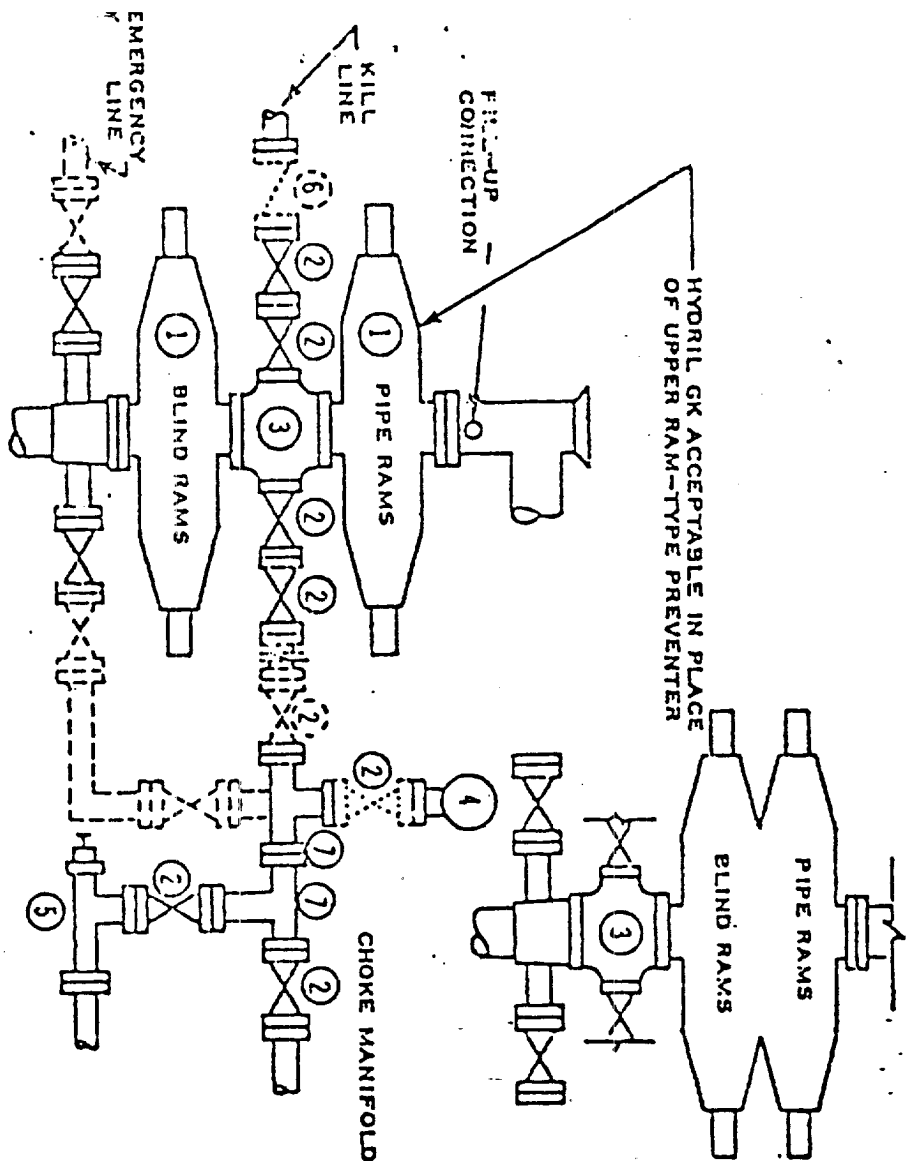 HYDRIL GK ACCEPTABLE IN PLACE
OF UPPER RAM-TYPE PREVENTER
CONNECTION
KILL
LINE
EMERGENCY
LINE
1
PIPE RAMS
6
2
2
3
2
2
2
1
BLIND RAMS
4
2
7
7
2
2
5
CHOKE MANIFOLD
PIPE RAMS
BLIND RAMS
3